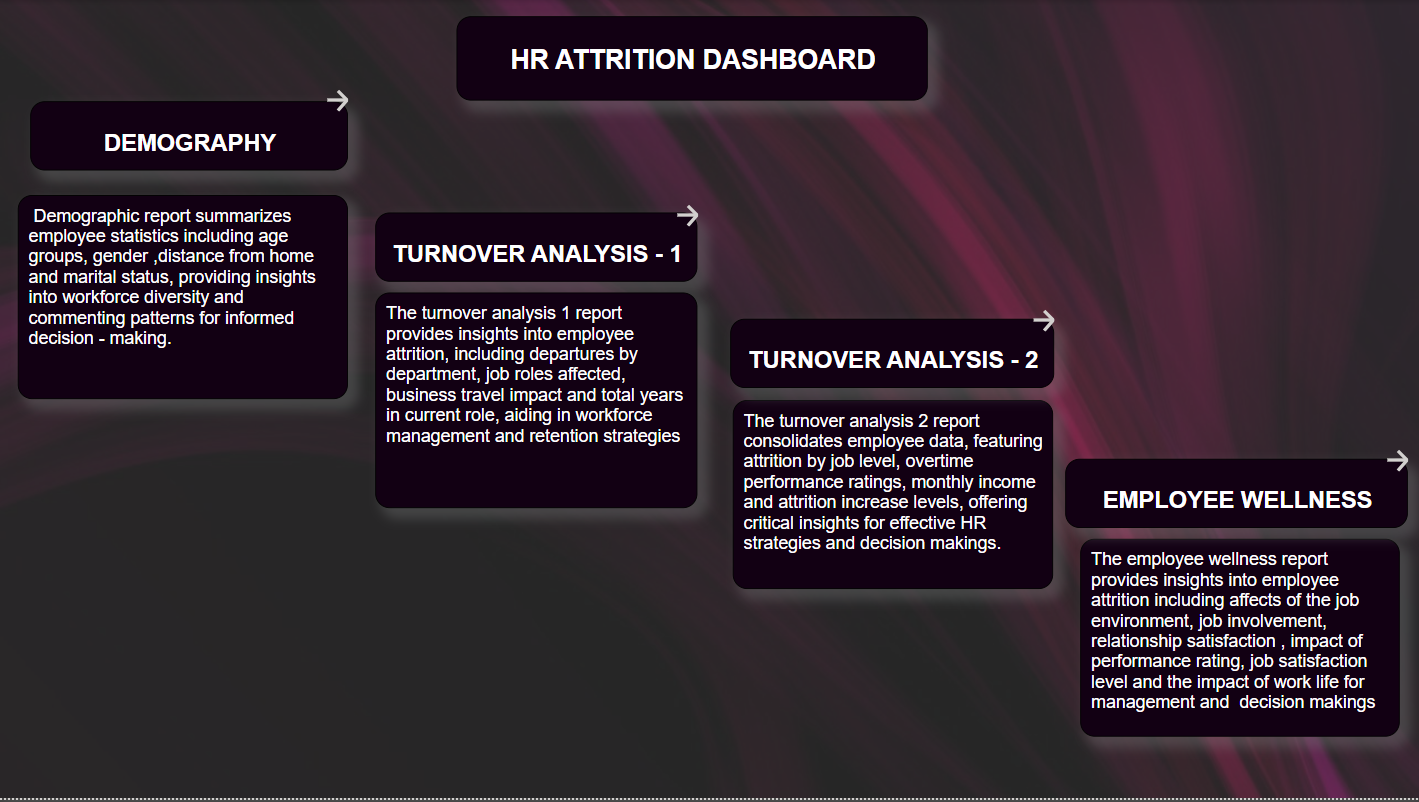 HR ATTRITION DASHBOARD
DEMOGRAPHY
Demographic report summarizes
employee statistics including age
groups, gender ,distance from home
and marital status, providing insights
into workforce diversity and
commenting patterns for informed
decision - making.
TURNOVER ANALYSIS - 1
The turnover analysis 1 report
provides insights into employee
attrition, including departures by
department, job roles affected,
business travel impact and total years
in current role, aiding in workforce
management and retention strategies
TURNOVER ANALYSIS - 2
The turnover analysis 2 report
consolidates employee data, featuring
attrition by job level, overtime
performance ratings, monthly income
and attrition increase levels, offering
critical insights for effective HR
strategies and decision makings.
EMPLOYEE WELLNESS
The employee wellness report
provides insights into employee
attrition including affects of the job
environment, job involvement,
relationship satisfaction , impact of
performance rating, job satisfaction
level and the impact of work life for
management and  decision makings